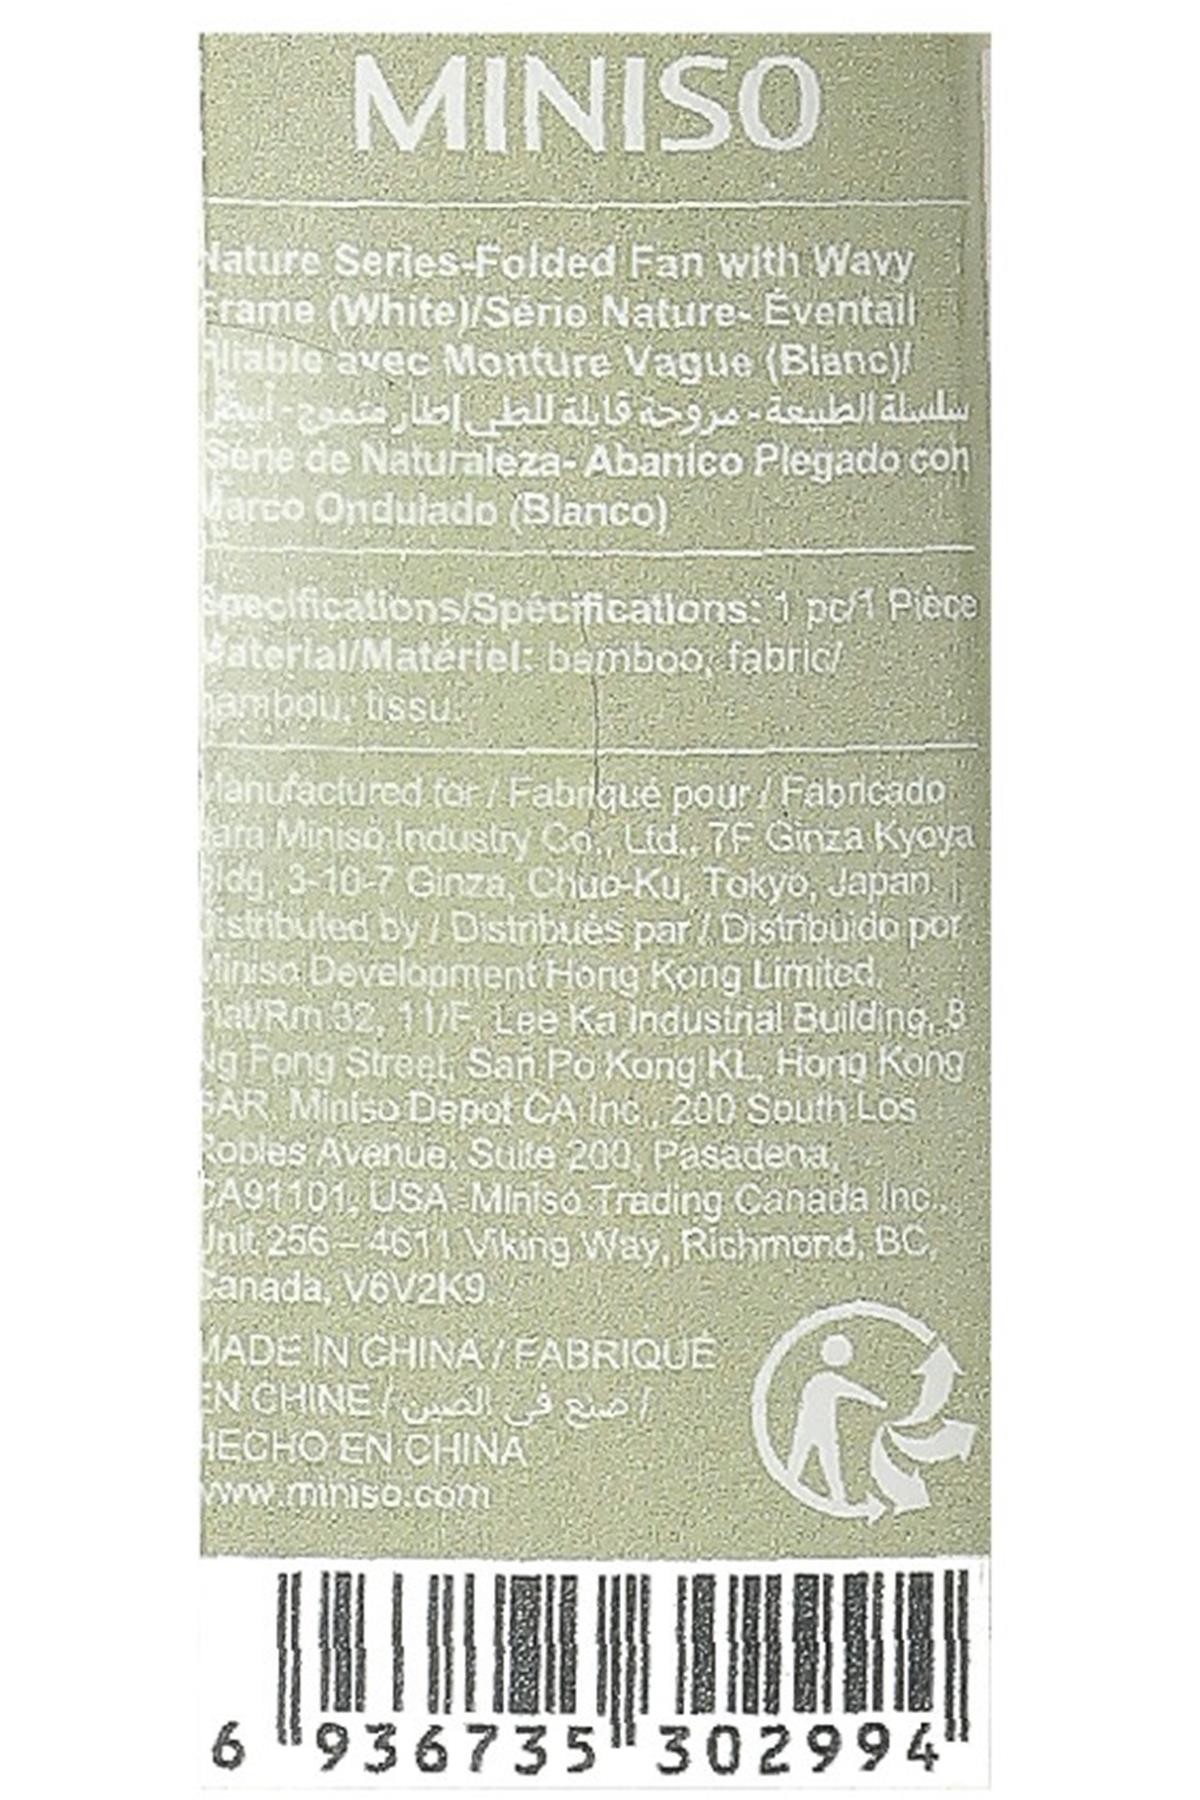 MINISO
Nature Series-Folded Fan with Wavy
Frame (White)/Série Nature- Éventail
Pliable avec Monture Vague (Blanc)/
سلسلة الطبيعة - مروحة قابلة للطي إطار متموج - أبيض
Serie de Naturaleza- Abanico Plegado con
Marco Ondulado (Blanco)
Specifications/Spécifications: 1 pc/1 Pièce
Material/Matériel: bamboo, fabric/
bambou, tissu.
Manufactured for / Fabriqué pour / Fabricado
para Miniso Industry Co., Ltd., 7F Ginza Kyoya
Bldg, 3-10-7 Ginza, Chuo-Ku, Tokyo, Japan.
Distributed by / Distribués par / Distribuido por
Miniso Development Hong Kong Limited,
Flat/Rm 32, 11/F, Lee Ka Industrial Building, 8
Ng Fong Street, San Po Kong KL, Hong Kong
SAR. Miniso Depot CA Inc., 200 South Los
Robles Avenue, Suite 200, Pasadena,
CA91101, USA. Miniso Trading Canada Inc.,
Unit 256 – 4611 Viking Way, Richmond, BC,
Canada, V6V2K9.
MADE IN CHINA / FABRIQUÉ
EN CHINE / صنع في الصين /
HECHO EN CHINA
www.miniso.com
6 936735 302994